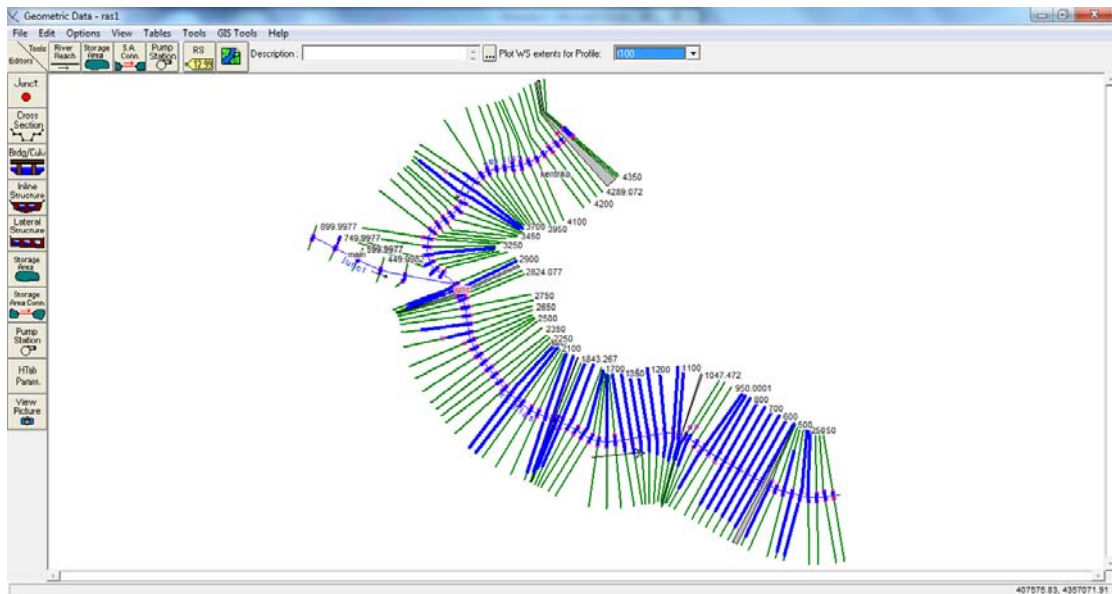 Geometric Data - ras1
File Edit Options View Tables Tools GIS Tools Help
Tools
Editors
River
Reach
Storage
Area
S.A.
Conn.
Pump
Station
RS
Description :
...
Plot WS extents for Profile:
t100
Junct.
Cross
Section
Brdg/Culv
Inline
Structure
Lateral
Structure
Storage
Area
Storage
Area Conn.
Pump
Station
HTab
Param.
View
Picture
4350
kentriko
4289.072
4200
4100
3950
3700
3450
3250
2900
2824.077
899.9977
749.9977
599.9977
449.9982
main
2750
2650
2500
2350
2250
2100
1843.267
1700
1350
1200
1100
1047.472
950.0001
800
700
600
500
407575.83, 4357071.91